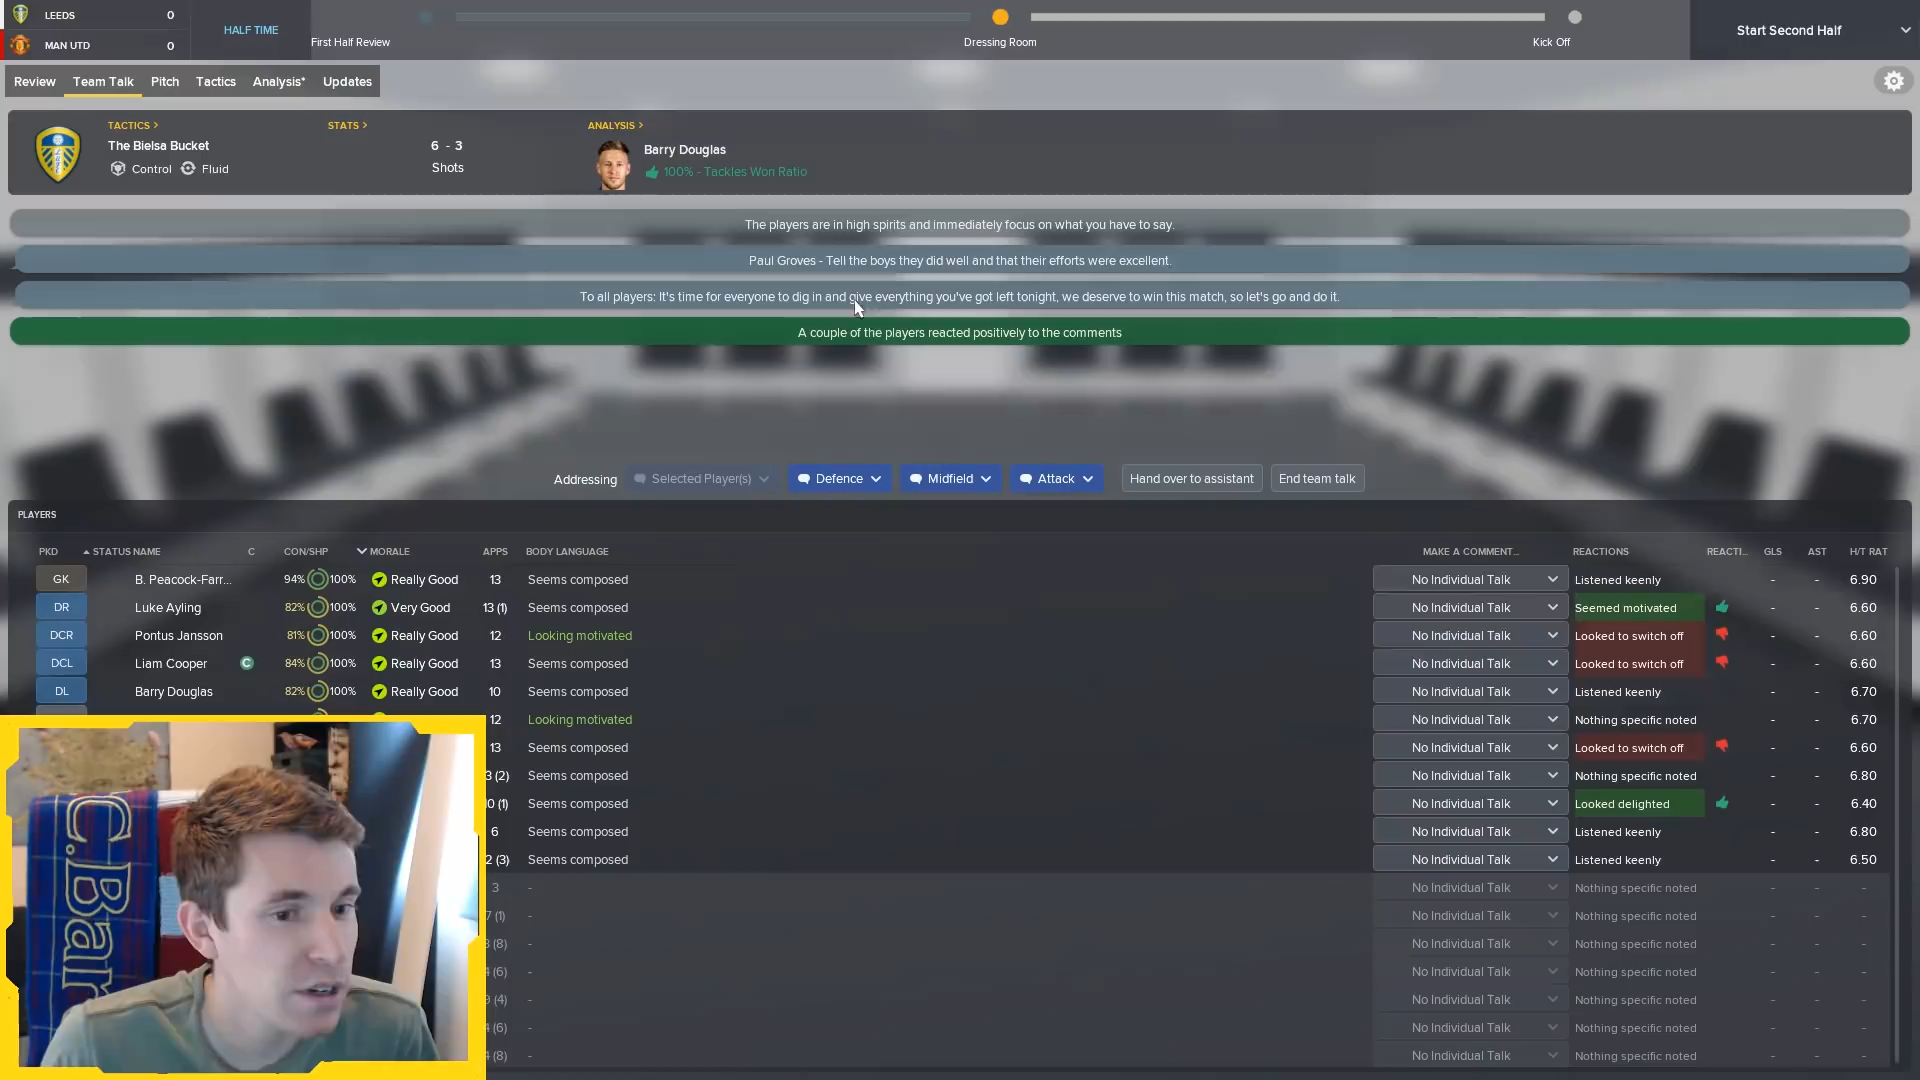 LEEDS 0
MAN UTD 0
HALF TIME
First Half Review
Dressing Room
Kick Off
Start Second Half
Review Team Talk Pitch Tactics Analysis* Updates
TACTICS >
The Bielsa Bucket
Control Fluid
STATS >
6 - 3
Shots
ANALYSIS >
Barry Douglas
100% - Tackles Won Ratio
The players are in high spirits and immediately focus on what you have to say.
Paul Groves - Tell the boys they did well and that their efforts were excellent.
To all players: It's time for everyone to dig in and give everything you've got left tonight, we deserve to win this match, so let's go and do it.
A couple of the players reacted positively to the comments
Addressing Selected Player(s) Defence Midfield Attack Hand over to assistant End team talk
PLAYERS
PKD STATUS NAME C CON/SHP MORALE APPS BODY LANGUAGE MAKE A COMMENT... REACTIONS REACTI... GLS AST H/T RAT
GK B. Peacock-Farr... 94% 100% Really Good 13 Seems composed No Individual Talk Listened keenly - - 6.90
DR Luke Ayling 82% 100% Very Good 13 (1) Seems composed No Individual Talk Seemed motivated - - 6.60
DCR Pontus Jansson 81% 100% Really Good 12 Looking motivated No Individual Talk Looked to switch off - - 6.60
DCL Liam Cooper C 84% 100% Really Good 13 Seems composed No Individual Talk Looked to switch off - - 6.60
DL Barry Douglas 82% 100% Really Good 10 Seems composed No Individual Talk Listened keenly - - 6.70
12 Looking motivated No Individual Talk Nothing specific noted - - 6.70
13 Seems composed No Individual Talk Looked to switch off - - 6.60
3 (2) Seems composed No Individual Talk Nothing specific noted - - 6.80
0 (1) Seems composed No Individual Talk Looked delighted - - 6.40
6 Seems composed No Individual Talk Listened keenly - - 6.80
2 (3) Seems composed No Individual Talk Listened keenly - - 6.50
3 - No Individual Talk Nothing specific noted - - -
7 (1) - No Individual Talk Nothing specific noted - - -
(8) - No Individual Talk Nothing specific noted - - -
(6) - No Individual Talk Nothing specific noted - - -
(4) - No Individual Talk Nothing specific noted - - -
(6) - No Individual Talk Nothing specific noted - - -
(8) - No Individual Talk Nothing specific noted - - -
C.Bar